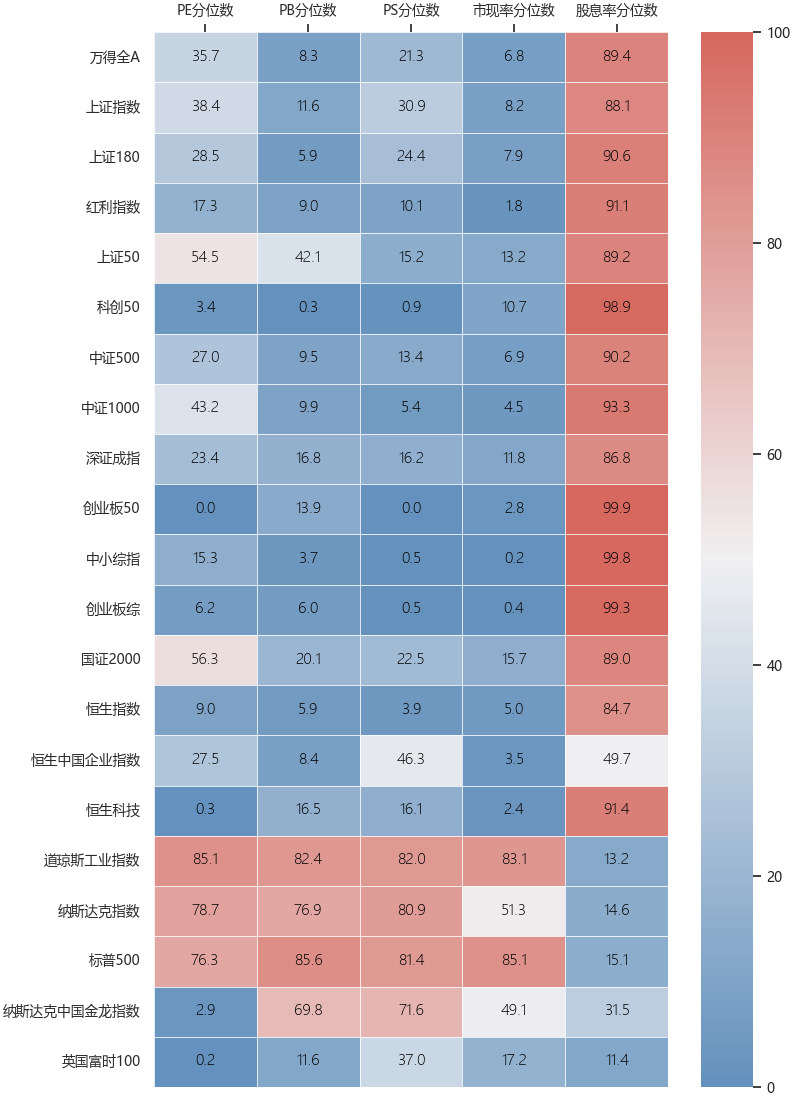 PE分位数 PB分位数 PS分位数 市现率分位数 股息率分位数
万得全A 35.7 8.3 21.3 6.8 89.4 100
上证指数 38.4 11.6 30.9 8.2 88.1
上证180 28.5 5.9 24.4 7.9 90.6
红利指数 17.3 9.0 10.1 1.8 91.1
80
上证50 54.5 42.1 15.2 13.2 89.2
科创50 3.4 0.3 0.9 10.7 98.9
中证500 27.0 9.5 13.4 6.9 90.2
中证1000 43.2 9.9 5.4 4.5 93.3
60
深证成指 23.4 16.8 16.2 11.8 86.8
创业板50 0.0 13.9 0.0 2.8 99.9
中小综指 15.3 3.7 0.5 0.2 99.8
创业板综 6.2 6.0 0.5 0.4 99.3
国证2000 56.3 20.1 22.5 15.7 89.0 40
恒生指数 9.0 5.9 3.9 5.0 84.7
恒生中国企业指数 27.5 8.4 46.3 3.5 49.7
恒生科技 0.3 16.5 16.1 2.4 91.4
道琼斯工业指数 85.1 82.4 82.0 83.1 13.2
20
纳斯达克指数 78.7 76.9 80.9 51.3 14.6
标普500 76.3 85.6 81.4 85.1 15.1
纳斯达克中国金龙指数 2.9 69.8 71.6 49.1 31.5
英国富时100 0.2 11.6 37.0 17.2 11.4
0